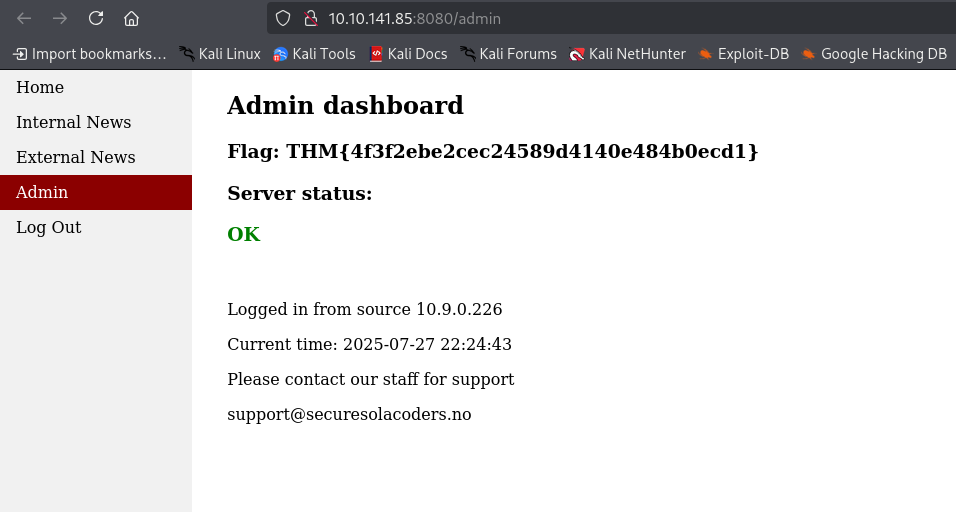 10.10.141.85:8080/admin
Import bookmarks… Kali Linux Kali Tools Kali Docs Kali Forums Kali NetHunter Exploit-DB Google Hacking DB
Home
Internal News
External News
Admin
Log Out
Admin dashboard
Flag: THM{4f3f2ebe2cec24589d4140e484b0ecd1}
Server status:
OK
Logged in from source 10.9.0.226
Current time: 2025-07-27 22:24:43
Please contact our staff for support
support@securesolacoders.no